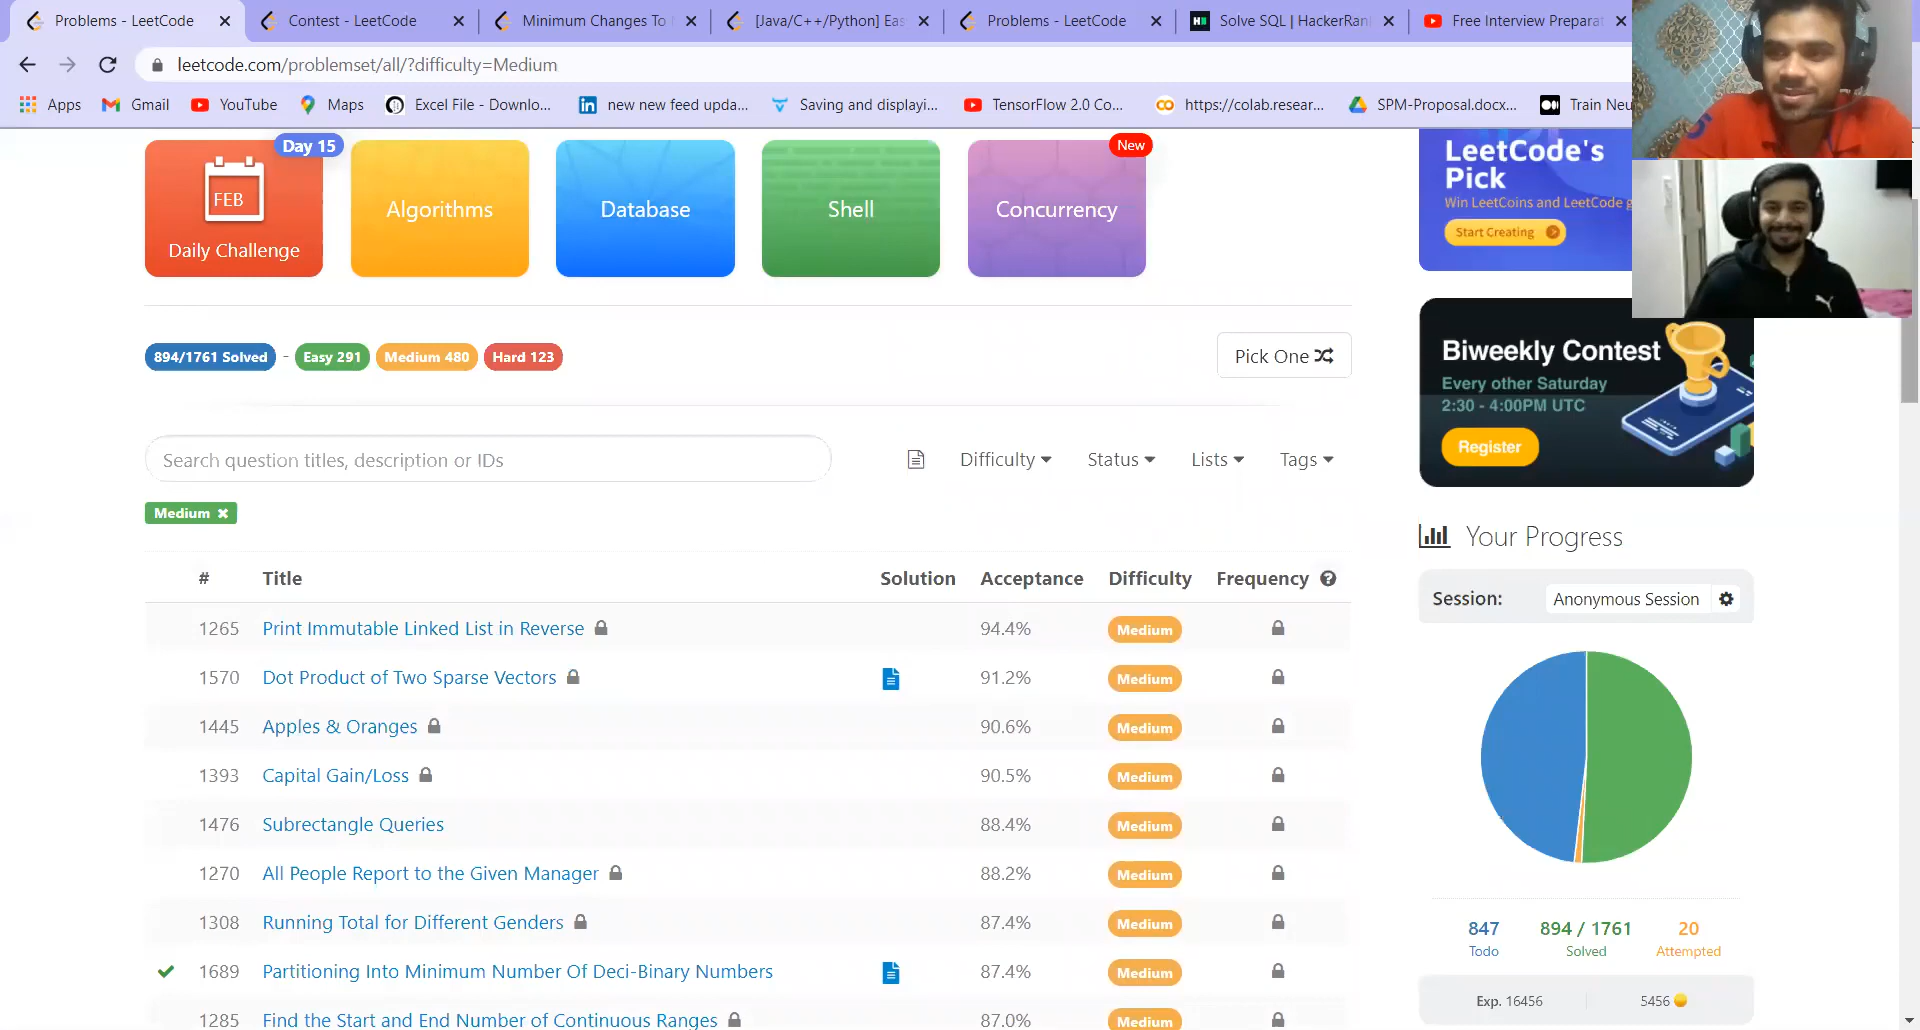 Problems - LeetCode
Contest - LeetCode
Minimum Changes To
[Java/C++/Python] Eas
Problems - LeetCode
Solve SQL | HackerRan
Free Interview Preparat
leetcode.com/problemset/all/?difficulty=Medium
Apps
Gmail
YouTube
Maps
Excel File - Downlo...
new new feed upda...
Saving and displayi...
TensorFlow 2.0 Co...
https://colab.resear...
SPM-Proposal.docx...
Train Neu
Day 15
FEB
Daily Challenge
Algorithms
Database
Shell
New
Concurrency
LeetCode's
Pick
Win LeetCoins and LeetCode g
Start Creating
894/1761 Solved - Easy 291 Medium 480 Hard 123
Pick One
Biweekly Contest
Every other Saturday
2:30 - 4:00PM UTC
Register
Search question titles, description or IDs
Difficulty Status Lists Tags
Medium
Your Progress
Session: Anonymous Session
# Title Solution Acceptance Difficulty Frequency
1265 Print Immutable Linked List in Reverse 94.4% Medium
1570 Dot Product of Two Sparse Vectors 91.2% Medium
1445 Apples & Oranges 90.6% Medium
1393 Capital Gain/Loss 90.5% Medium
1476 Subrectangle Queries 88.4% Medium
1270 All People Report to the Given Manager 88.2% Medium
1308 Running Total for Different Genders 87.4% Medium
1689 Partitioning Into Minimum Number Of Deci-Binary Numbers 87.4% Medium
1285 Find the Start and End Number of Continuous Ranges 87.0% Medium
847 894 / 1761 20
Todo Solved Attempted
Exp. 16456 5456